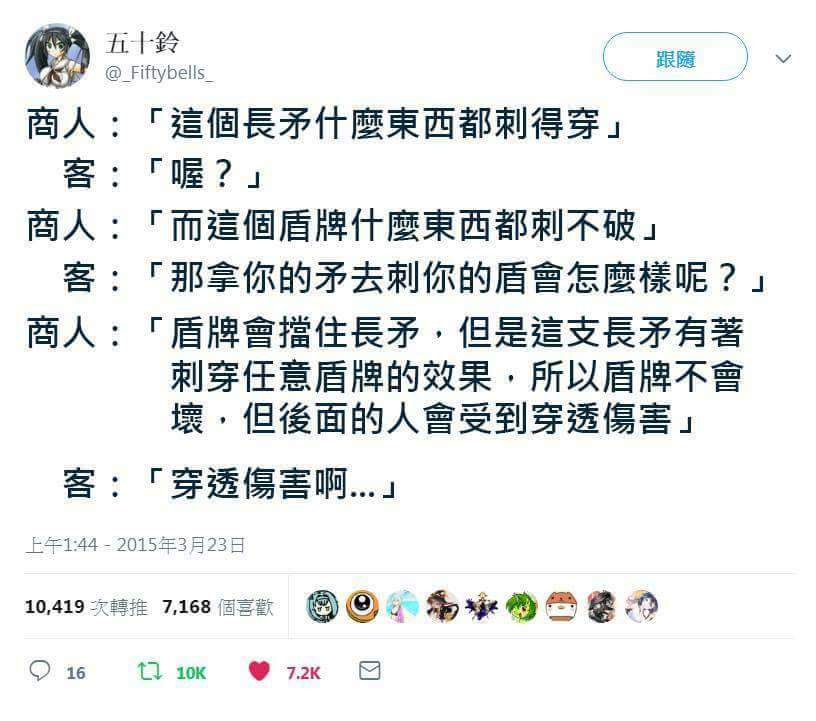 五十鈴
@_Fiftybells_
跟隨
商人：「這個長矛什麼東西都刺得穿」
客：「喔？」
商人：「而這個盾牌什麼東西都刺不破」
客：「那拿你的矛去刺你的盾會怎麼樣呢？」
商人：「盾牌會擋住長矛，但是這支長矛有著
刺穿任意盾牌的效果，所以盾牌不會
壞，但後面的人會受到穿透傷害」
客：「穿透傷害啊...」
上午1:44 - 2015年3月23日
10,419 次轉推 7,168 個喜歡
16 10K 7.2K